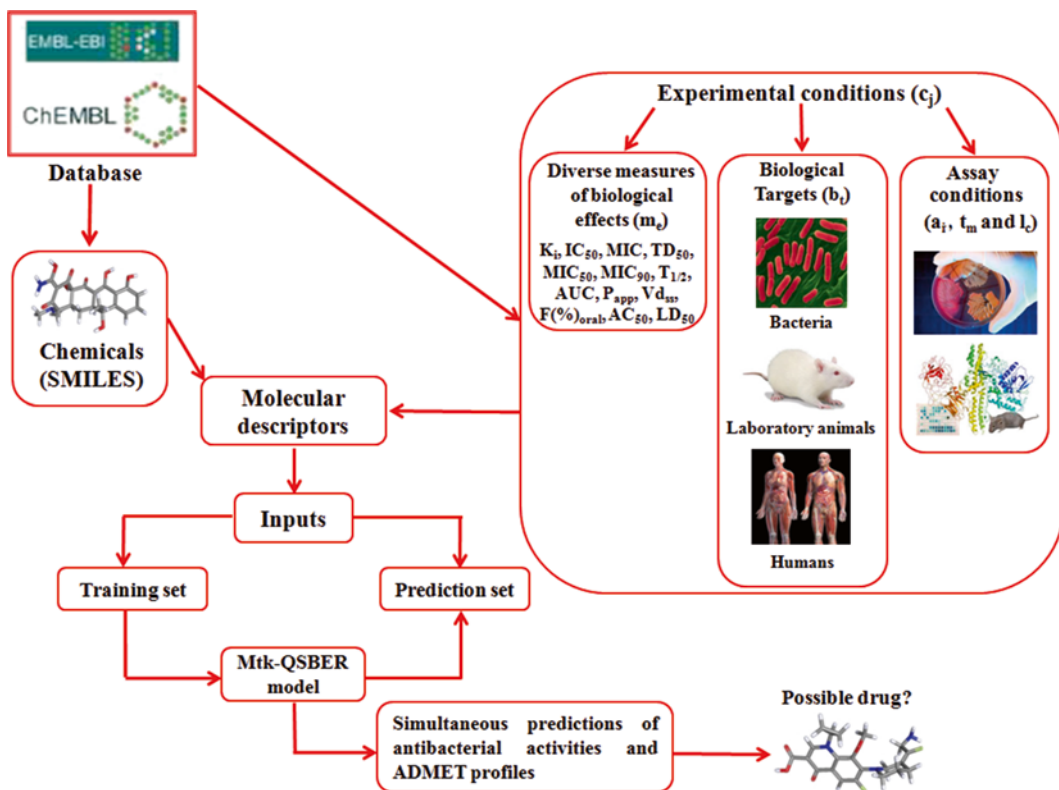 EMBL-EBI
ChEMBL
Database
Chemicals
(SMILES)
Molecular
descriptors
Inputs
Training set
Prediction set
Mtk-QSBER
model
Simultaneous predictions of
antibacterial activities and
ADMET profiles
Possible drug?
Experimental conditions (cj)
Diverse measures
of biological
effects (me)
Ki, IC50, MIC, TD50,
MIC50, MIC90, T1/2,
AUC, Papp, Vdss,
F(%)oral, AC50, LD50
Biological
Targets (bt)
Bacteria
Laboratory animals
Humans
Assay
conditions
(ai, tm and lc)